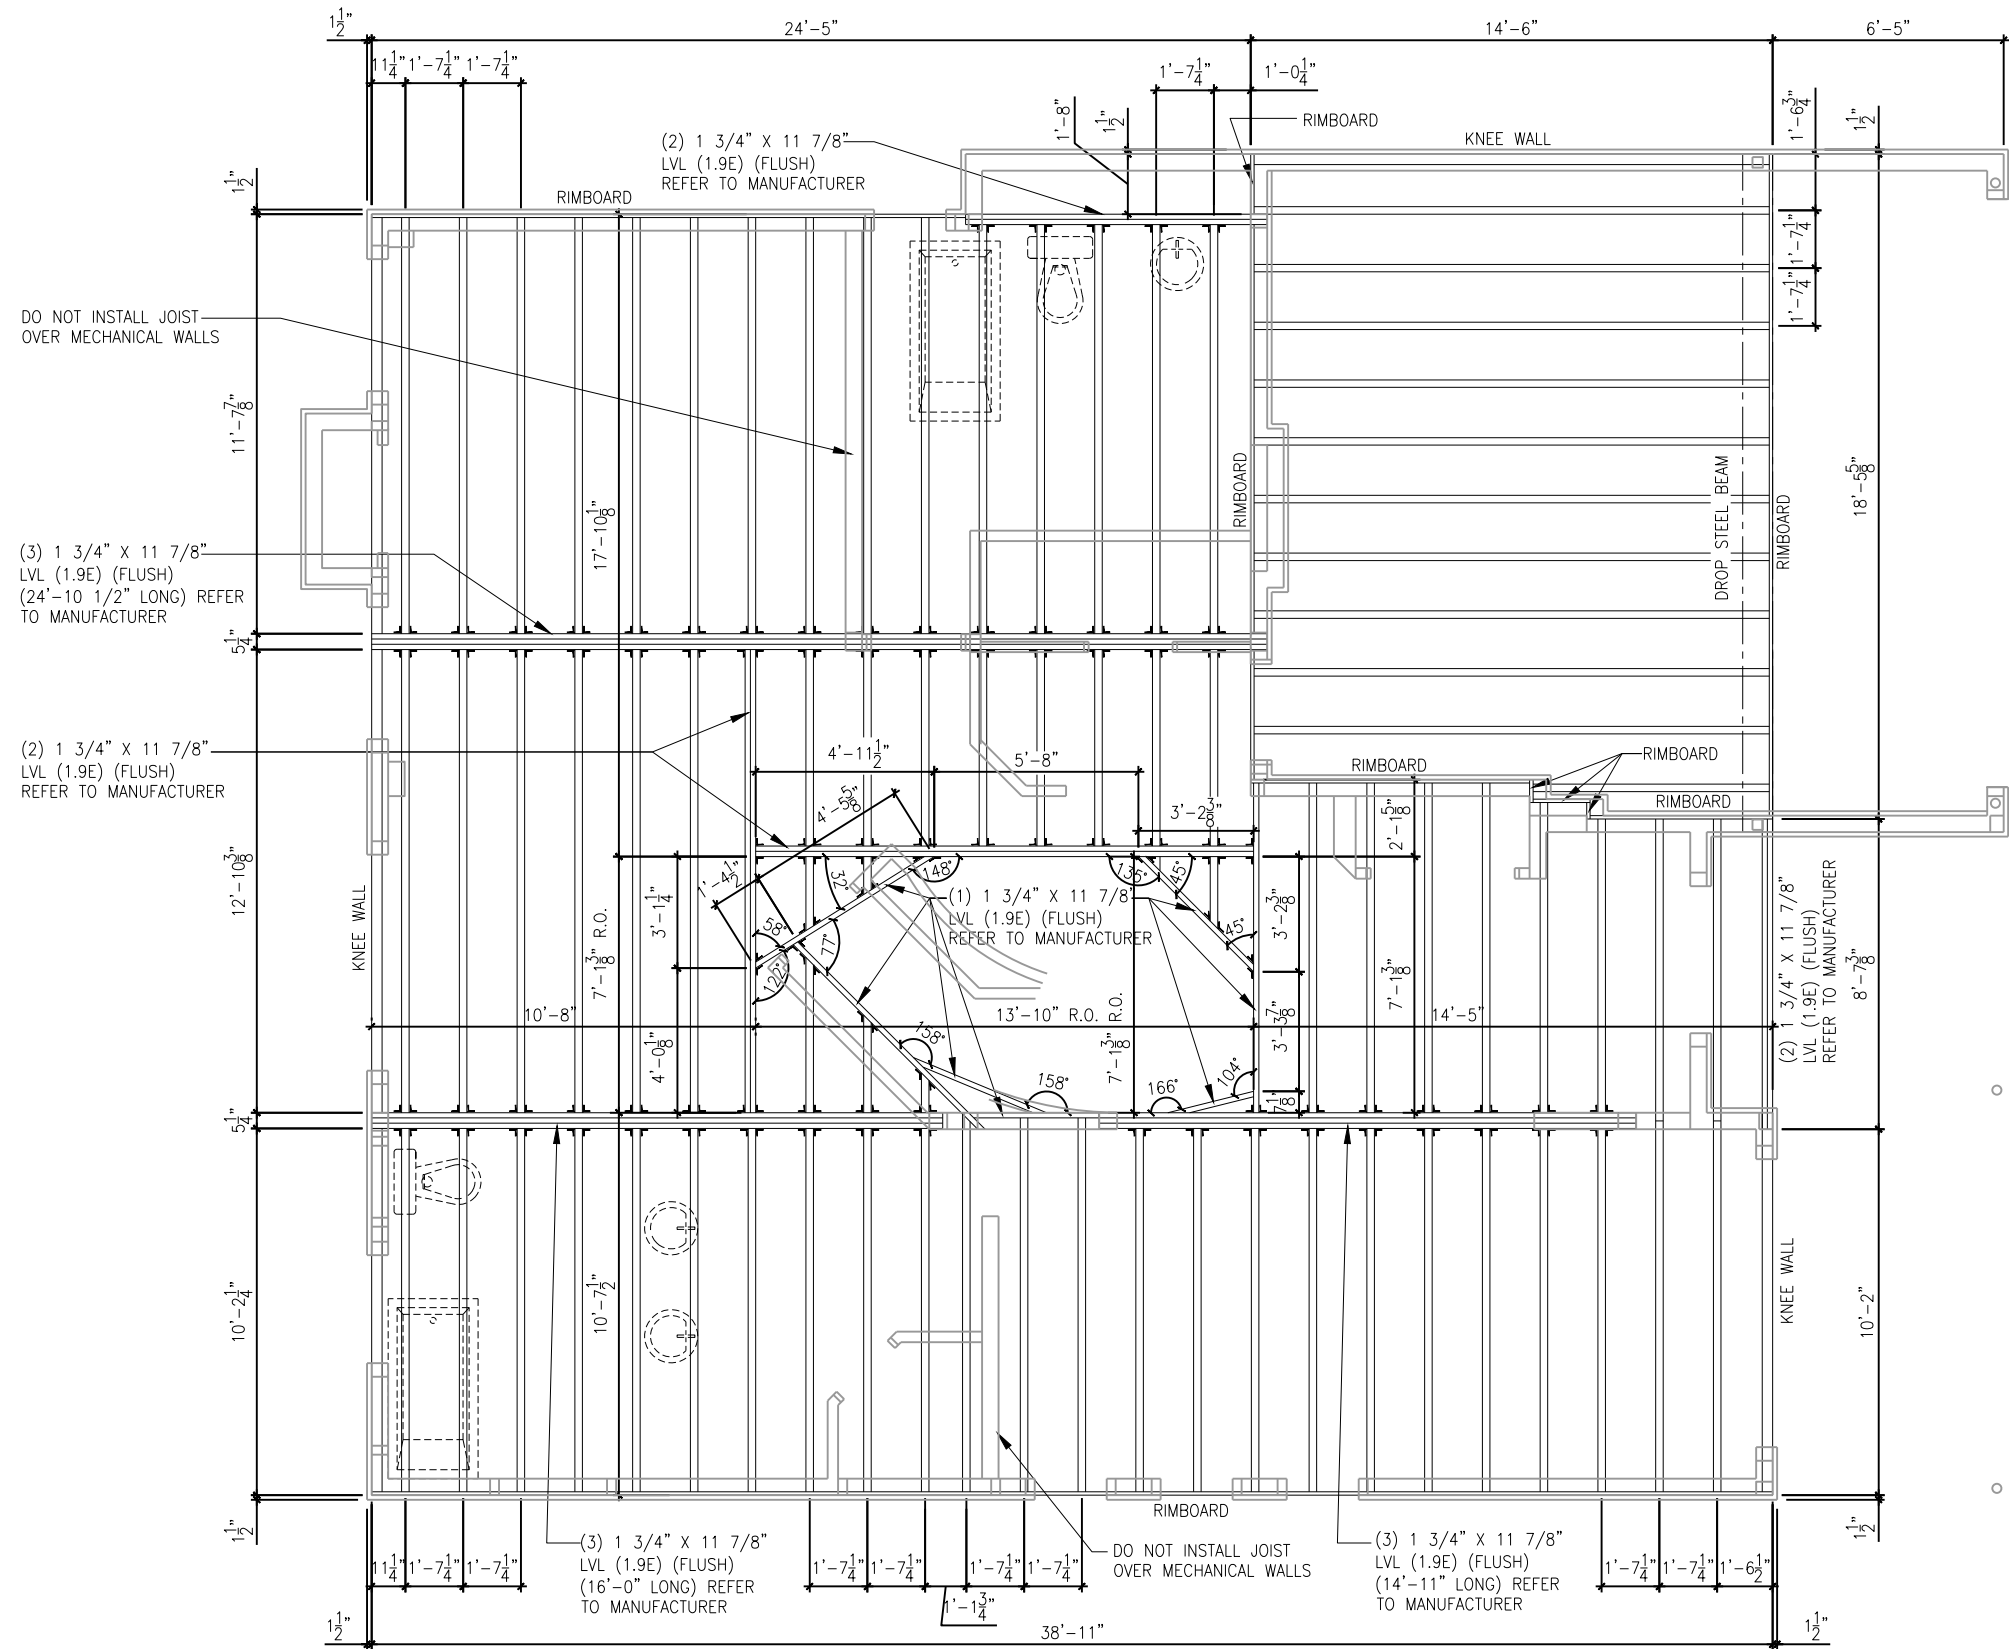 1 1/2"
24'-5"
14'-6"
6'-5"
11 1/4"
1'-7 1/4"
1'-7 1/4"
1'-7 1/4"
1'-0 1/4"
1'-8"
1 1/2"
1'-6 3/4"
1 1/2"
RIMBOARD
KNEE WALL
(2) 1 3/4" X 11 7/8"
LVL (1.9E) (FLUSH)
REFER TO MANUFACTURER
1 1/2"
RIMBOARD
1'-7 1/4"
1'-7 1/4"
DO NOT INSTALL JOIST
OVER MECHANICAL WALLS
11'-7 7/8"
17'-10 1/8"
RIMBOARD
DROP STEEL BEAM
RIMBOARD
18'-5 5/8"
(3) 1 3/4" X 11 7/8"
LVL (1.9E) (FLUSH)
(24'-10 1/2" LONG) REFER
TO MANUFACTURER
5 1/4"
(2) 1 3/4" X 11 7/8"
LVL (1.9E) (FLUSH)
REFER TO MANUFACTURER
4'-11 1/2"
5'-8"
RIMBOARD
RIMBOARD
RIMBOARD
4'-5 5/8"
3'-2 3/8"
2'-1 5/8"
1'-4 1/2"
32°
148°
135°
45°
12'-10 3/8"
KNEE WALL
7'-1 3/8" R.O.
3'-1 1/4"
58°
77°
122°
(1) 1 3/4" X 11 7/8'
LVL (1.9E) (FLUSH)
REFER TO MANUFACTURER
45°
3'-2 3/8"
7'-1 3/8"
(2) 1 3/4" X 11 7/8"
LVL (1.9E) (FLUSH)
REFER TO MANUFACTURER
8'-7 3/8"
10'-8"
13'-10" R.O.
7'-1 3/8" R.O.
14'-5"
4'-0 1/8"
158°
158°
166°
104°
3'-3 7/8"
7 1/8"
5 1/4"
10'-2 1/4"
10'-7 1/2"
KNEE WALL
10'-2"
1 1/2"
RIMBOARD
1 1/2"
(3) 1 3/4" X 11 7/8"
LVL (1.9E) (FLUSH)
(16'-0" LONG) REFER
TO MANUFACTURER
DO NOT INSTALL JOIST
OVER MECHANICAL WALLS
(3) 1 3/4" X 11 7/8"
LVL (1.9E) (FLUSH)
(14'-11" LONG) REFER
TO MANUFACTURER
11 1/4"
1'-7 1/4"
1'-7 1/4"
1'-7 1/4"
1'-7 1/4"
1'-7 1/4"
1'-7 1/4"
1'-7 1/4"
1'-7 1/4"
1'-6 1/2"
1'-1 3/4"
1 1/2"
38'-11"
1 1/2"